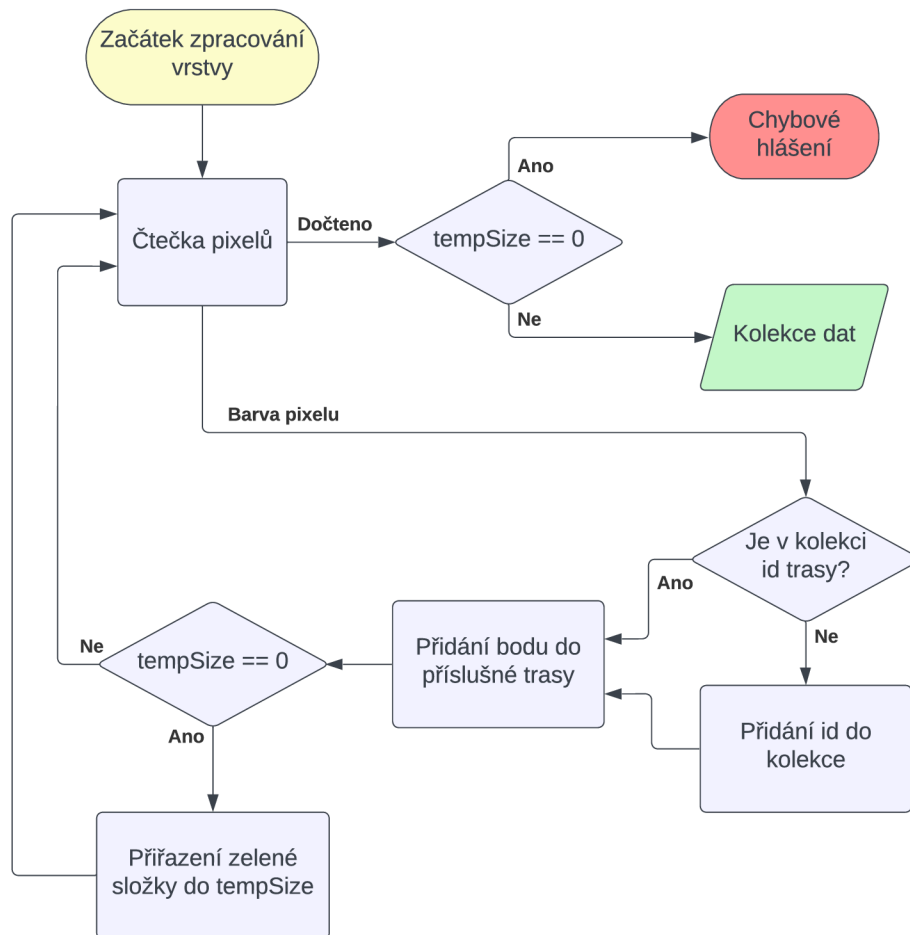 Začátek zpracování
vrstvy
Chybové
hlášení
Ano
Čtečka pixelů
Dočteno
tempSize == 0
Ne
Kolekce dat
Barva pixelu
Je v kolekci
id trasy?
Ano
Ne
Přidání bodu do
příslušné trasy
tempSize == 0
Ne
Ano
Přidání id do
kolekce
Přiřazení zelené
složky do tempSize